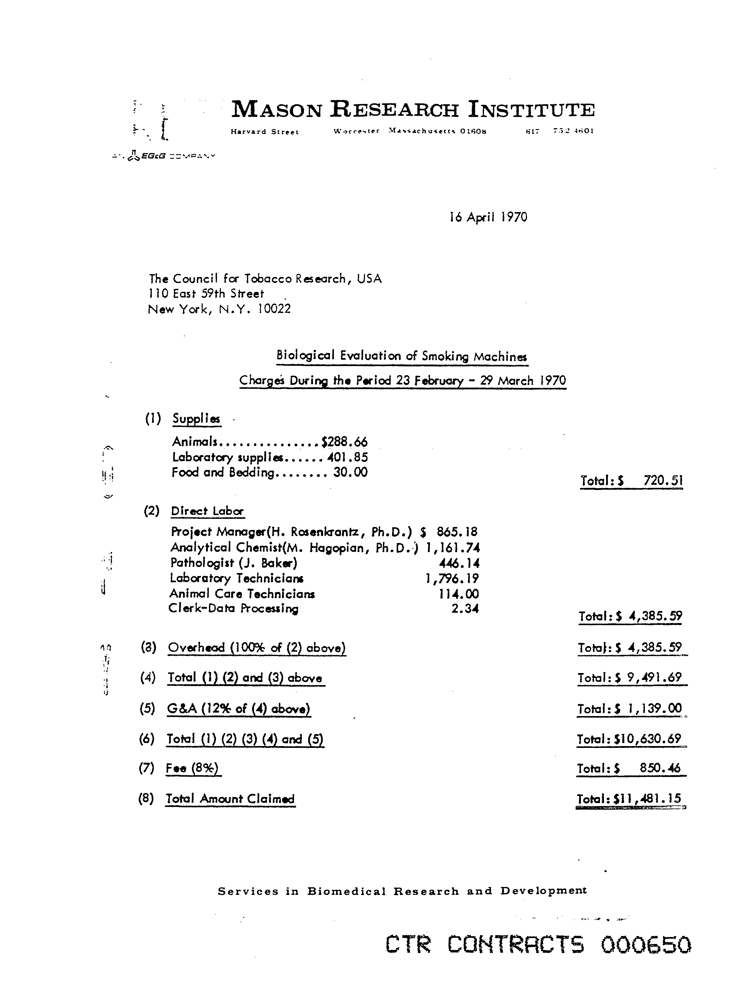 MASON RESEARCH INSTITUTE
Harvard Street Worcester Massachusetts 01608 617 752 4601
AN EG&G COMPANY
16 April 1970
The Council for Tobacco Research, USA
110 East 59th Street
New York, N.Y. 10022
Biological Evaluation of Smoking Machines
Charges During the Period 23 February - 29 March 1970
(1) Supplies
Animals...............$288.66
Laboratory supplies...... 401.85
Food and Bedding........ 30.00
Total: $ 720.51
(2) Direct Labor
Project Manager(H. Rosenkrantz, Ph.D.) $ 865.18
Analytical Chemist(M. Hagopian, Ph.D.) 1,161.74
Pathologist (J. Baker) 446.14
Laboratory Technicians 1,796.19
Animal Care Technicians 114.00
Clerk-Data Processing 2.34
Total: $ 4,385.59
(3) Overhead (100% of (2) above) Total: $ 4,385.59
(4) Total (1) (2) and (3) above Total: $ 9,491.69
(5) G&A (12% of (4) above) Total: $ 1,139.00
(6) Total (1) (2) (3) (4) and (5) Total: $10,630.69
(7) Fee (8%) Total: $ 850.46
(8) Total Amount Claimed Total: $11,481.15
Services in Biomedical Research and Development
CTR CONTRACTS 000650